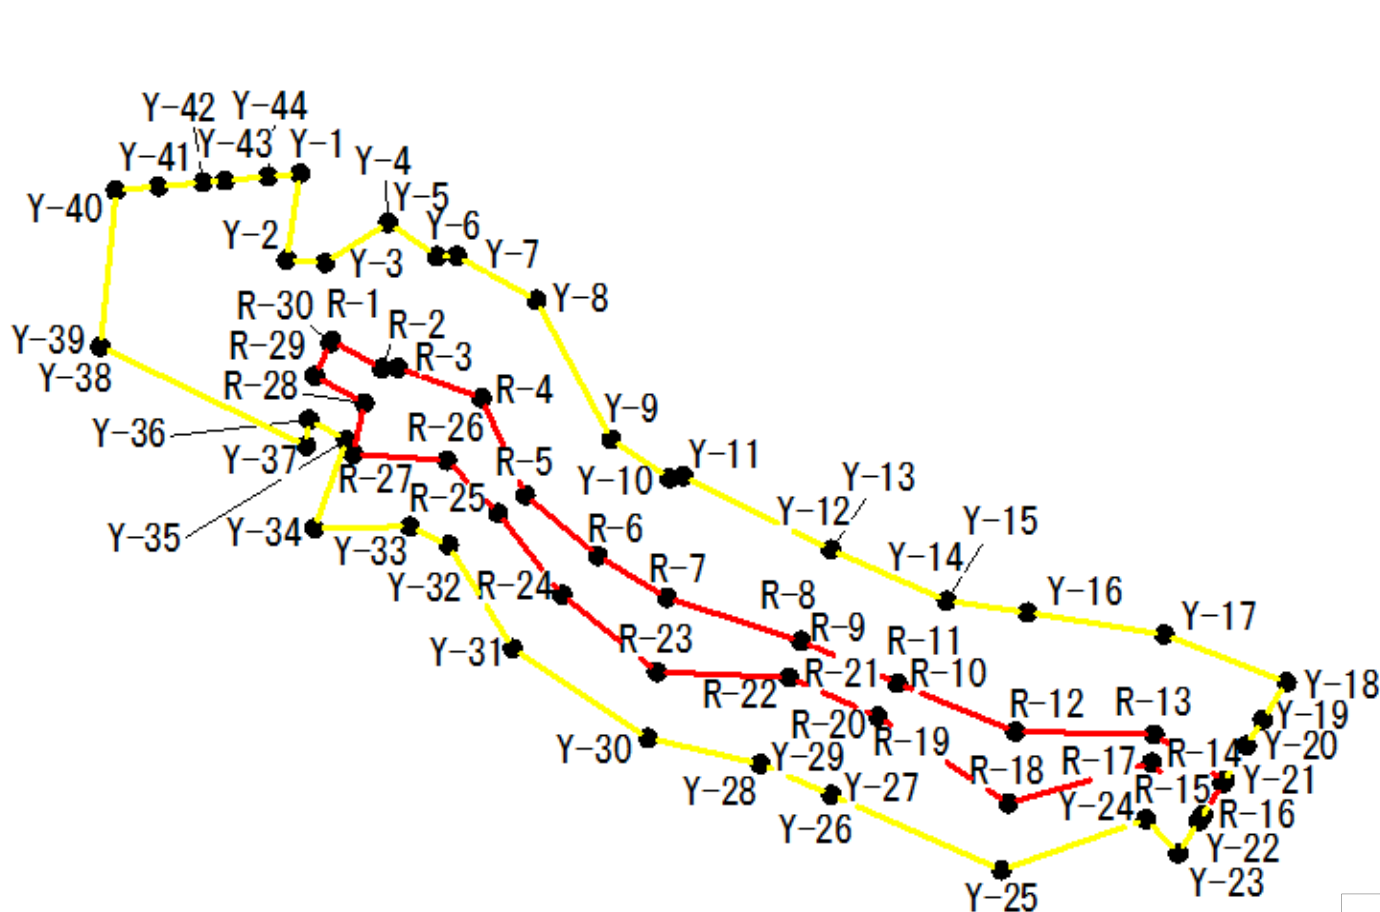 Y-42 Y-44
Y-41 Y-43 Y-1
Y-4
Y-40 Y-5
Y-2 Y-6
Y-3 Y-7
R-30 R-1 Y-8
Y-39 R-29 R-2
Y-38 R-28 R-3
R-4
Y-36 R-26 Y-9
Y-37 R-27 R-5 Y-10 Y-11
R-25 Y-13
Y-35 Y-34 Y-12
Y-33 R-6 Y-15
Y-32 R-24 R-7 Y-14
R-8 Y-16
Y-31 R-23 R-9 Y-17
R-11
R-22 R-21 R-10 Y-18
R-20 R-12 R-13 Y-19
Y-30 R-19 Y-20
Y-29 R-18 R-17 R-14
Y-28 Y-27 R-15 Y-21
Y-26 Y-24 R-16
Y-22
Y-25 Y-23